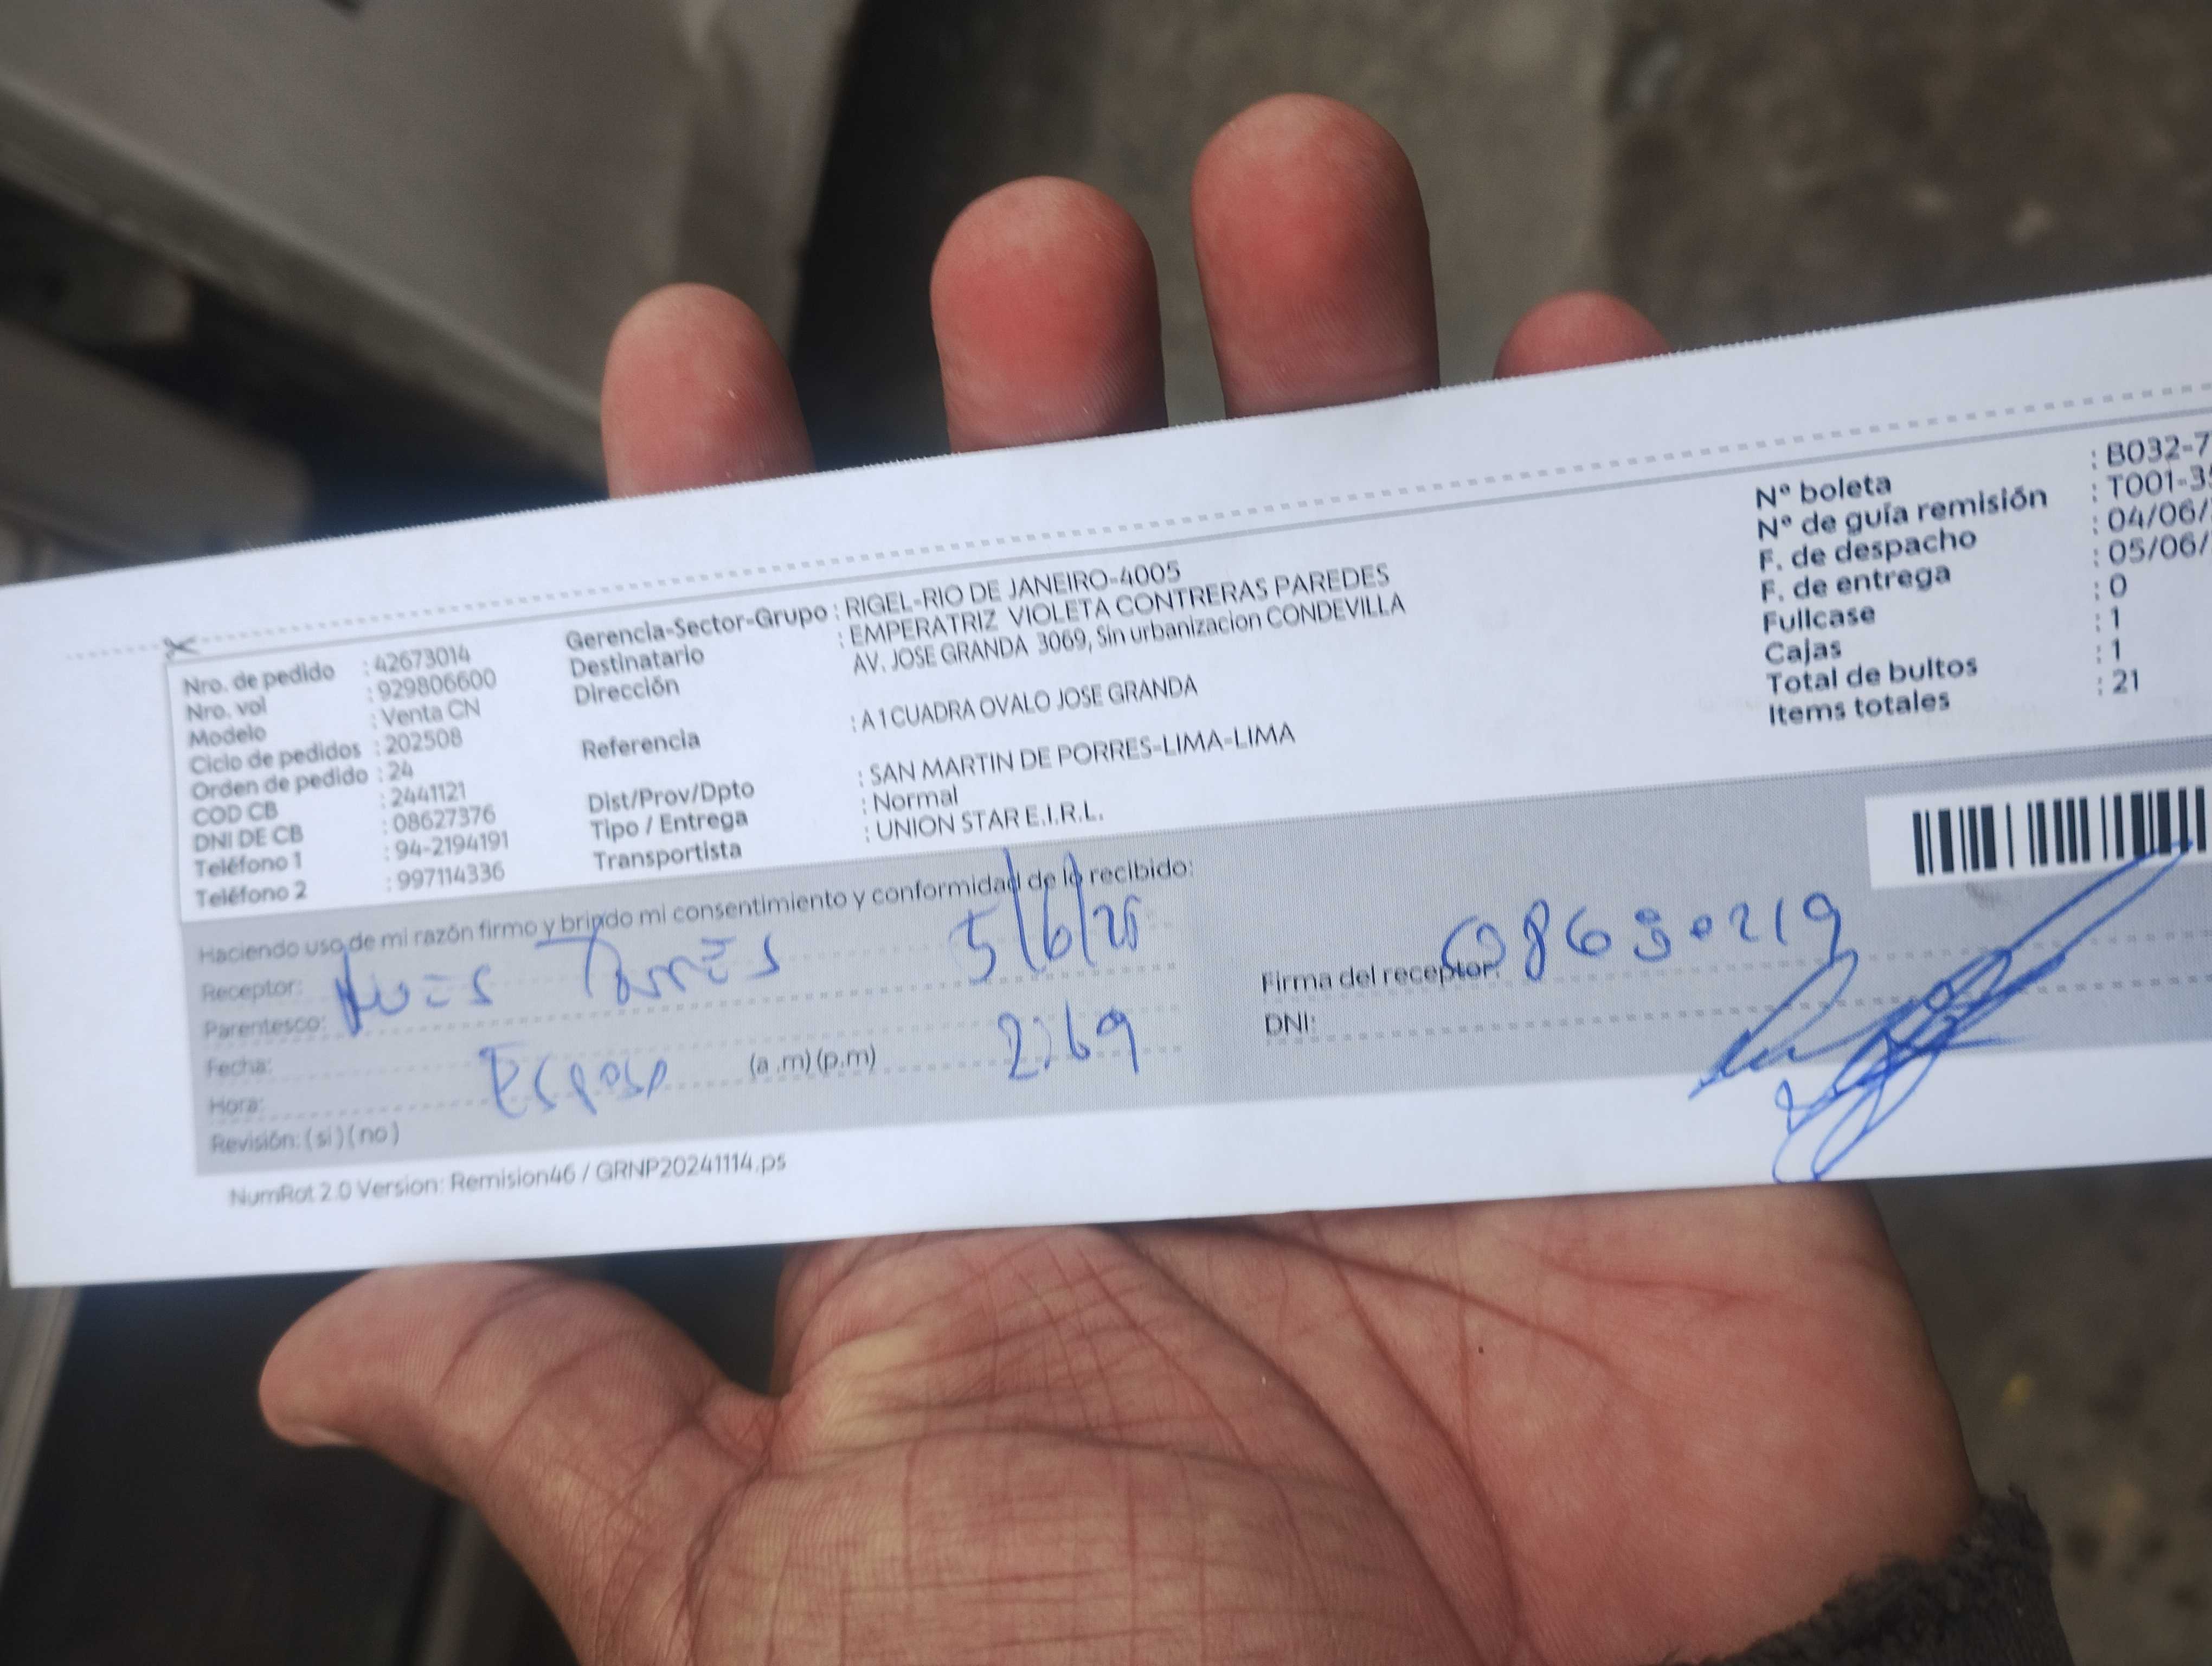 Nro. de pedido : 42673014
Nro. vol : 929806600
Modelo : Venta CN
Ciclo de pedidos : 202508
Orden de pedido : 24
COD CB : 2441121
DNI DE CB : 08627376
Teléfono 1 : 94-2194191
Teléfono 2 : 997114336
Gerencia-Sector-Grupo : RIGEL-RIO DE JANEIRO-4005
Destinatario : EMPERATRIZ VIOLETA CONTRERAS PAREDES
Dirección AV. JOSE GRANDA 3069, Sin urbanizacion CONDEVILLA
Referencia : A 1 CUADRA OVALO JOSE GRANDA
Dist/Prov/Dpto : SAN MARTIN DE PORRES-LIMA-LIMA
Tipo / Entrega : Normal
Transportista : UNION STAR E.I.R.L.
Nº boleta : B032-7
Nº de guía remisión : T001-35
F. de despacho : 04/06/
F. de entrega : 05/06/
Fullcase : 0
Cajas : 1
Total de bultos : 1
Items totales : 21
Haciendo uso de mi razón firmo y brindo mi consentimiento y conformidad de lo recibido:
Receptor: Torres 5/6/25
Parentesco:
Fecha:
Hora: Esposo (a .m) (p.m)
Revisión: ( si ) ( no )
Firma del receptor:
DNI:
NumRot 2.0 Version: Remision46 / GRNP20241114.ps